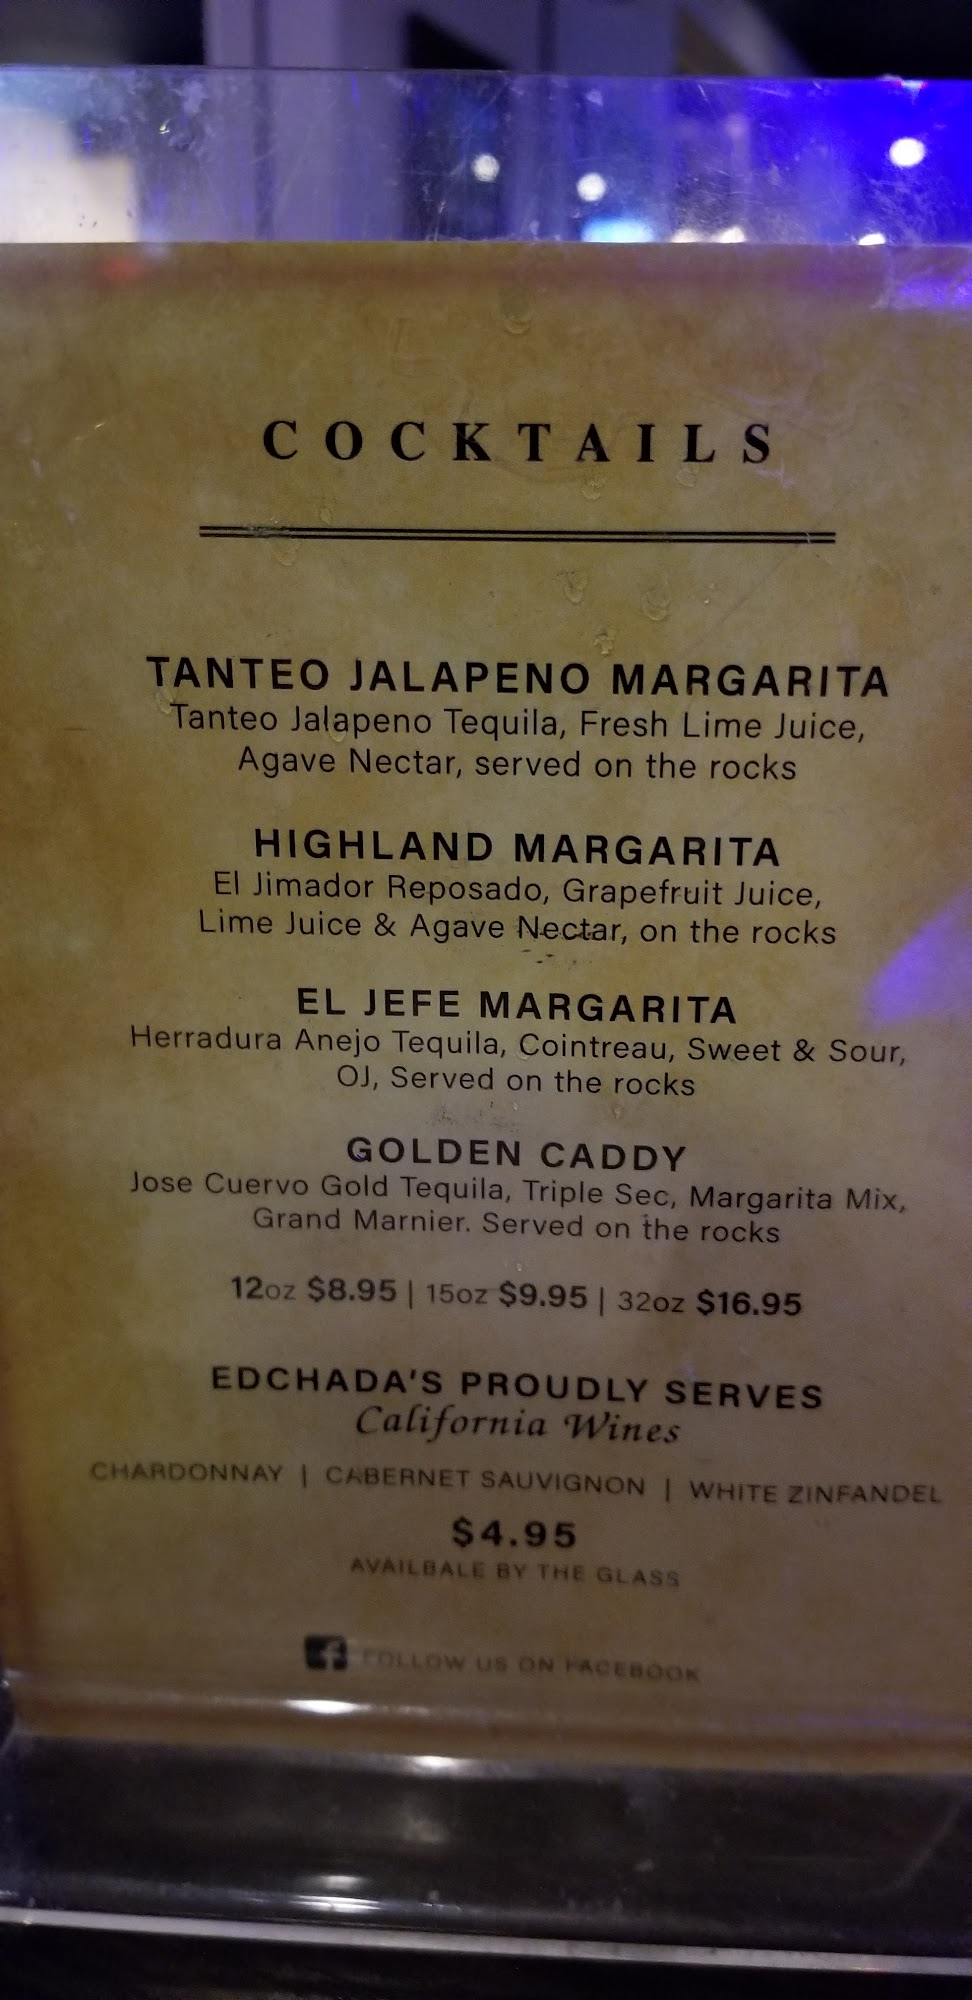 COCKTAILS
TANTEO JALAPENO MARGARITA
Tanteo Jalapeno Tequila, Fresh Lime Juice,
Agave Nectar, served on the rocks
HIGHLAND MARGARITA
El Jimador Reposado, Grapefruit Juice,
Lime Juice & Agave Nectar, on the rocks
EL JEFE MARGARITA
Herradura Anejo Tequila, Cointreau, Sweet & Sour,
OJ, Served on the rocks
GOLDEN CADDY
Jose Cuervo Gold Tequila, Triple Sec, Margarita Mix,
Grand Marnier. Served on the rocks
12oz $8.95 | 15oz $9.95 | 32oz $16.95
EDCHADA'S PROUDLY SERVES
California Wines
CHARDONNAY | CABERNET SAUVIGNON | WHITE ZINFANDEL
$4.95
AVAILBALE BY THE GLASS
FOLLOW US ON FACEBOOK